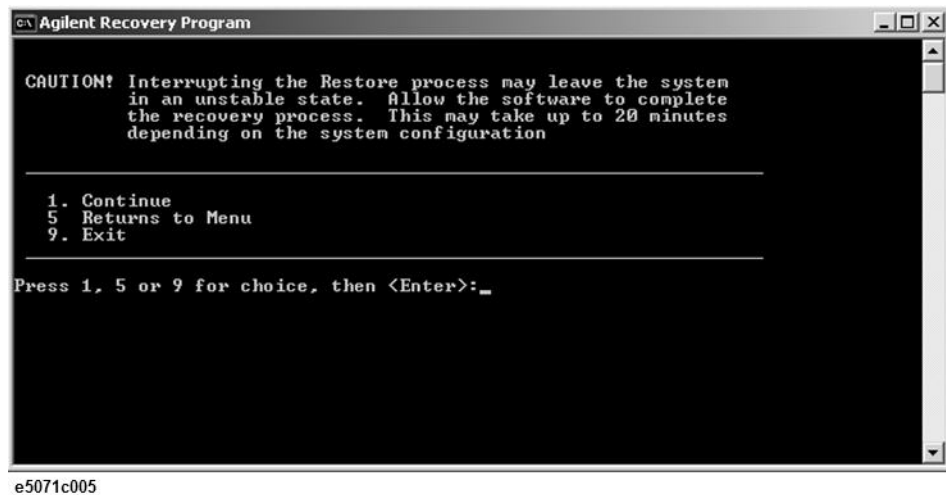 Agilent Recovery Program
CAUTION! Interrupting the Restore process may leave the system
in an unstable state. Allow the software to complete
the recovery process. This may take up to 20 minutes
depending on the system configuration
1. Continue
5 Returns to Menu
9. Exit
Press 1, 5 or 9 for choice, then <Enter>:_
e5071c005